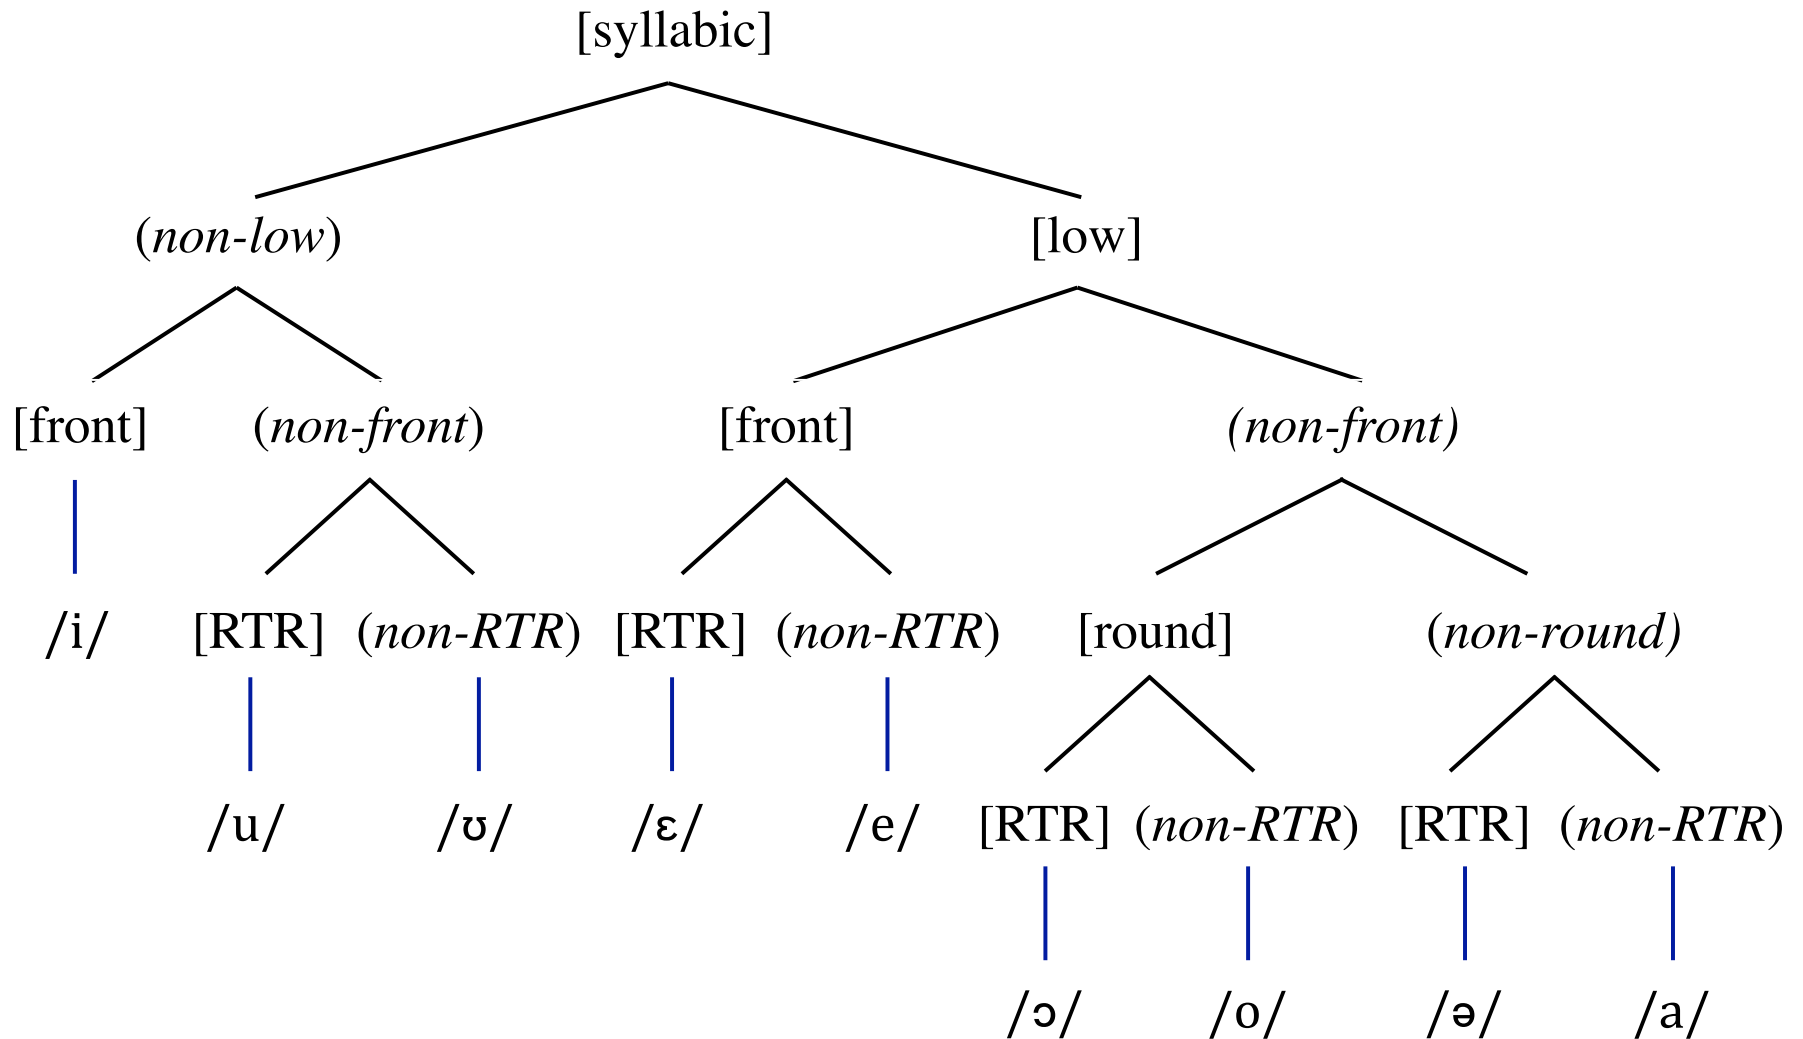 [syllabic]
(non-low) [low]
[front] (non-front) [front] (non-front)
/i/ [RTR] (non-RTR) [RTR] (non-RTR) [round] (non-round)
/u/ /ʊ/ /ɛ/ /e/ [RTR] (non-RTR) [RTR] (non-RTR)
/ɔ/ /o/ /ə/ /a/